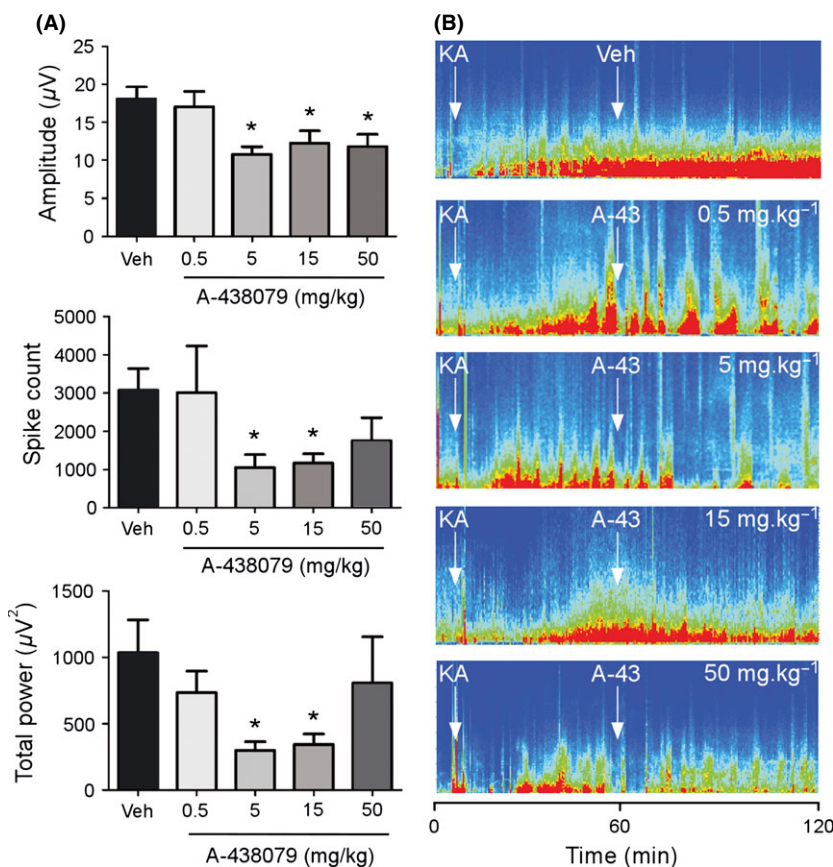 (A)
Amplitude (µV)
25
20
15
10
5
0
* * *
Veh 0.5 5 15 50
A-438079 (mg/kg)
Spike count
5000
4000
3000
2000
1000
0
* *
Veh 0.5 5 15 50
A-438079 (mg/kg)
Total power (µV²)
1500
1000
500
0
* *
Veh 0.5 5 15 50
A-438079 (mg/kg)
(B)
KA Veh
KA A-43 0.5 mg.kg⁻¹
KA A-43 5 mg.kg⁻¹
KA A-43 15 mg.kg⁻¹
KA A-43 50 mg.kg⁻¹
0 60 120
Time (min)